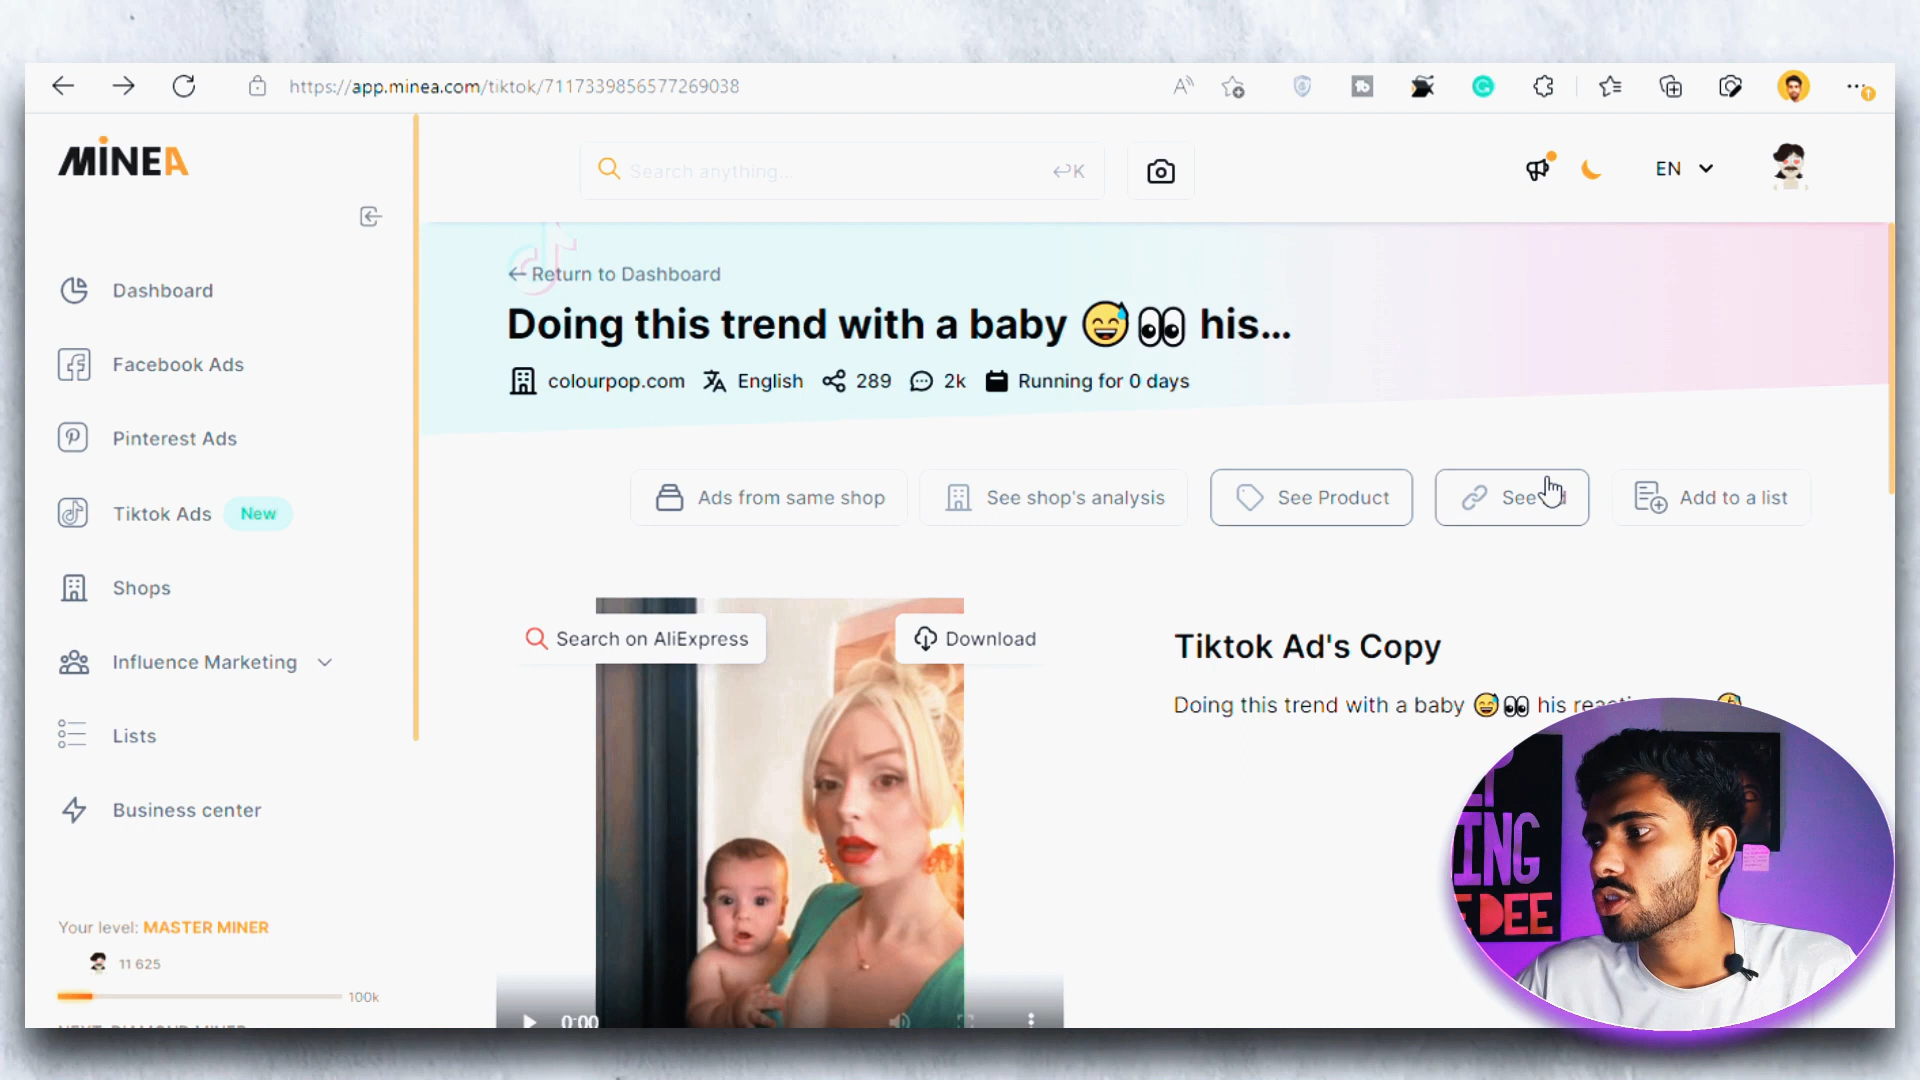 https://app.minea.com/tiktok/7117339856577269038
MINEA
Search anything...
K
EN
Return to Dashboard
Doing this trend with a baby 😅👀 his...
colourpop.com English 289 2k Running for 0 days
Dashboard
Facebook Ads
Pinterest Ads
Tiktok Ads New
Shops
Influence Marketing
Lists
Business center
Ads from same shop
See shop's analysis
See Product
See
Add to a list
Search on AliExpress
Download
Tiktok Ad's Copy
Doing this trend with a baby 😅👀 his
0:00
Your level: MASTER MINER
11 625
100k
ING
DEE